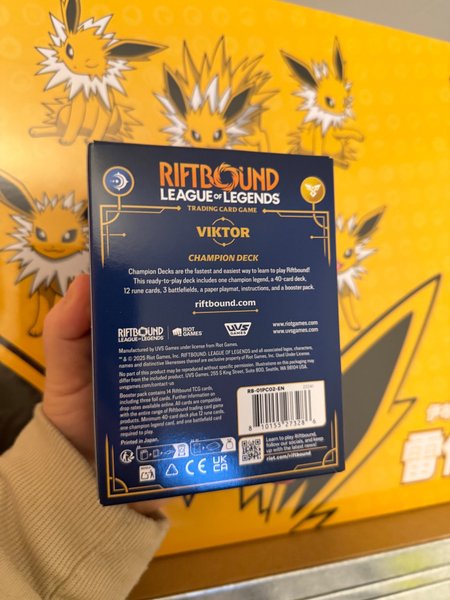 RIFTBOUND
LEAGUE OF LEGENDS
TRADING CARD GAME
VIKTOR
CHAMPION DECK
Champion Decks are the fastest and easiest way to learn to play Riftbound!
This ready-to-play deck includes one champion legend, a 40-card deck,
12 rune cards, 3 battlefields, a paper playmat, instructions, and a booster pack.
riftbound.com
RIFTBOUND
LEAGUE OF LEGENDS
RIOT
GAMES
UVS
GAMES
www.riotgames.com
www.uvsgames.com
Manufactured by UVS Games under license from Riot Games.
™ & © 2025 Riot Games, Inc. RIFTBOUND, LEAGUE OF LEGENDS and all associated logos, characters,
names and distinctive likenesses thereof are exclusive property of Riot Games, Inc. Used Under License.
No part of this product may be reproduced without specific permission. Illustrations on this packaging may
differ from the product included. UVS Games, 255 S King Street, Suite 800, Seattle, WA 98104 USA.
uvsgames.com/contact-us
Booster pack contains 14 Riftbound TCG cards,
including three foil cards. Further information on
drop rates available online. All cards are compatible
with the entire range of Riftbound trading card game
products. Minimum 40-card deck plus 12 rune cards,
one champion legend card, and one battlefield card
required to play.
Printed in Japan.
RB-01PC02-EN
8 10155 27328 6
CE
UK
CA
Learn to play Riftbound,
follow our socials, and keep
up with the latest news!
riot.com/riftbound
雷